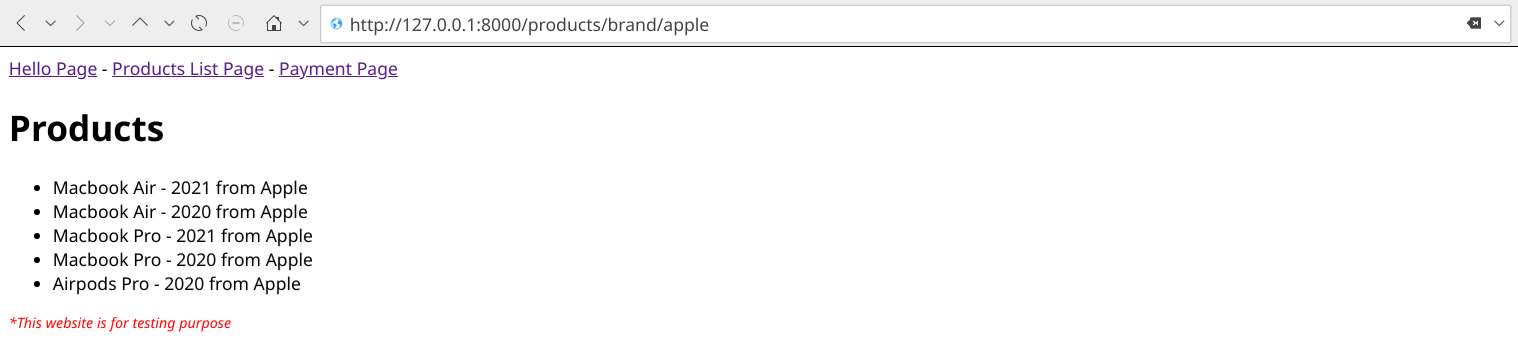 http://127.0.0.1:8000/products/brand/apple
Hello Page - Products List Page - Payment Page
Products
• Macbook Air - 2021 from Apple
• Macbook Air - 2020 from Apple
• Macbook Pro - 2021 from Apple
• Macbook Pro - 2020 from Apple
• Airpods Pro - 2020 from Apple
*This website is for testing purpose